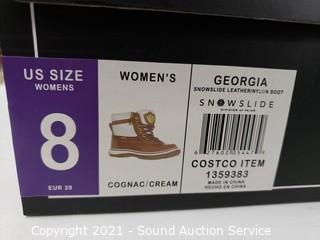 US SIZE
WOMENS
8
EUR 39
WOMEN'S
COGNAC/CREAM
GEORGIA
SNOWSLIDE LEATHER/NYLON BOOT
SNOWSLIDE
COSTCO ITEM
1359383
MADE IN CHINA
HECHO EN CHINA
Copyright - 2021 - Sound Auction Service